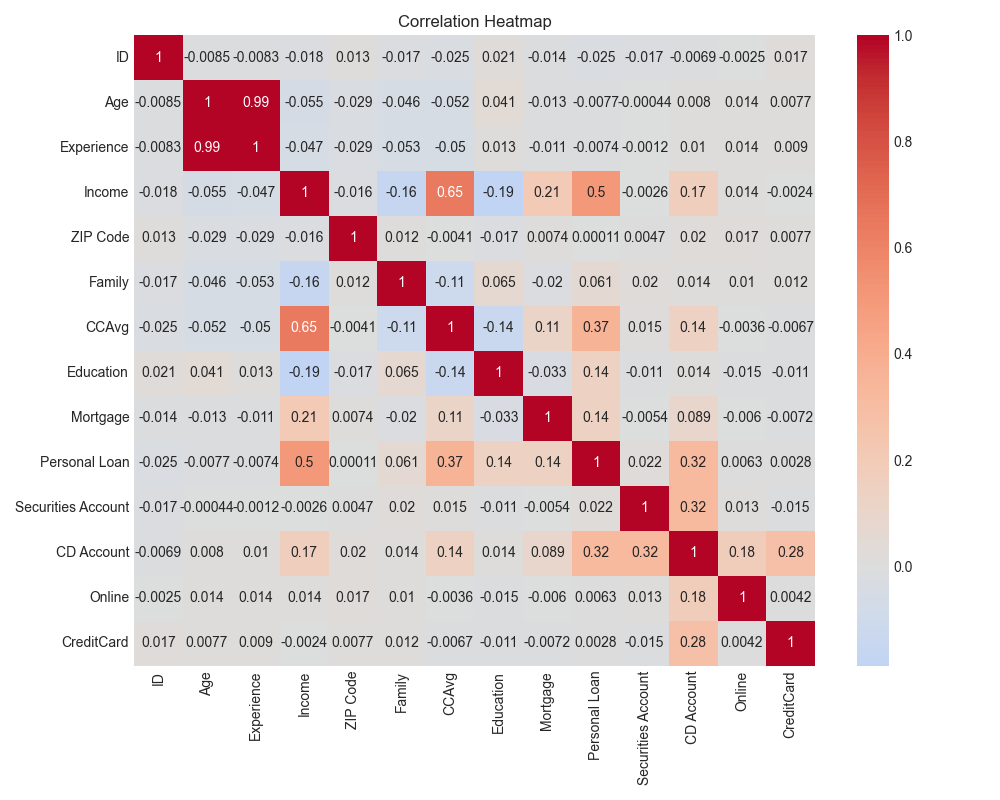 Correlation Heatmap
ID 1 -0.0085 -0.0083 -0.018 0.013 -0.017 -0.025 0.021 -0.014 -0.025 -0.017 -0.0069 -0.0025 0.017
Age -0.0085 1 0.99 -0.055 -0.029 -0.046 -0.052 0.041 -0.013 -0.0077 -0.00044 0.008 0.014 0.0077
Experience -0.0083 0.99 1 -0.047 -0.029 -0.053 -0.05 0.013 -0.011 -0.0074 -0.0012 0.01 0.014 0.009
Income -0.018 -0.055 -0.047 1 -0.016 -0.16 0.65 -0.19 0.21 0.5 -0.0026 0.17 0.014 -0.0024
ZIP Code 0.013 -0.029 -0.029 -0.016 1 0.012 -0.0041 -0.017 0.0074 0.00011 0.0047 0.02 0.017 0.0077
Family -0.017 -0.046 -0.053 -0.16 0.012 1 -0.11 0.065 -0.02 0.061 0.02 0.014 0.01 0.012
CCAvg -0.025 -0.052 -0.05 0.65 -0.0041 -0.11 1 -0.14 0.11 0.37 0.015 0.14 -0.0036 -0.0067
Education 0.021 0.041 0.013 -0.19 -0.017 0.065 -0.14 1 -0.033 0.14 -0.011 0.014 -0.015 -0.011
Mortgage -0.014 -0.013 -0.011 0.21 0.0074 -0.02 0.11 -0.033 1 0.14 -0.0054 0.089 -0.006 -0.0072
Personal Loan -0.025 -0.0077 -0.0074 0.5 0.00011 0.061 0.37 0.14 0.14 1 0.022 0.32 0.0063 0.0028
Securities Account -0.017 -0.00044 -0.0012 -0.0026 0.0047 0.02 0.015 -0.011 -0.0054 0.022 1 0.32 0.013 -0.015
CD Account -0.0069 0.008 0.01 0.17 0.02 0.014 0.14 0.014 0.089 0.32 0.32 1 0.18 0.28
Online -0.0025 0.014 0.014 0.014 0.017 0.01 -0.0036 -0.015 -0.006 0.0063 0.013 0.18 1 0.0042
CreditCard 0.017 0.0077 0.009 -0.0024 0.0077 0.012 -0.0067 -0.011 -0.0072 0.0028 -0.015 0.28 0.0042 1
ID
Age
Experience
Income
ZIP Code
Family
CCAvg
Education
Mortgage
Personal Loan
Securities Account
CD Account
Online
CreditCard
1.0
0.8
0.6
0.4
0.2
0.0